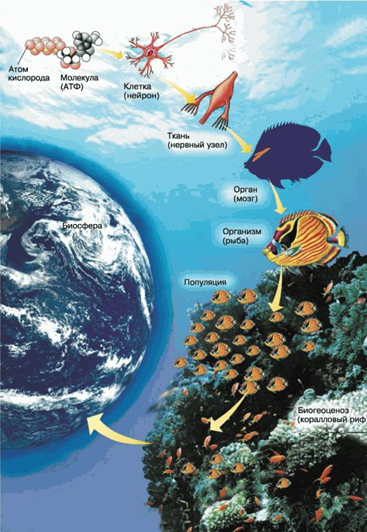 Атом
кислорода
Молекула
(АТФ)
Клетка
(нейрон)
Ткань
(нервный узел)
Орган
(мозг)
Организм
(рыба)
Биосфера
Популяция
Биогеоценоз
(коралловый риф)